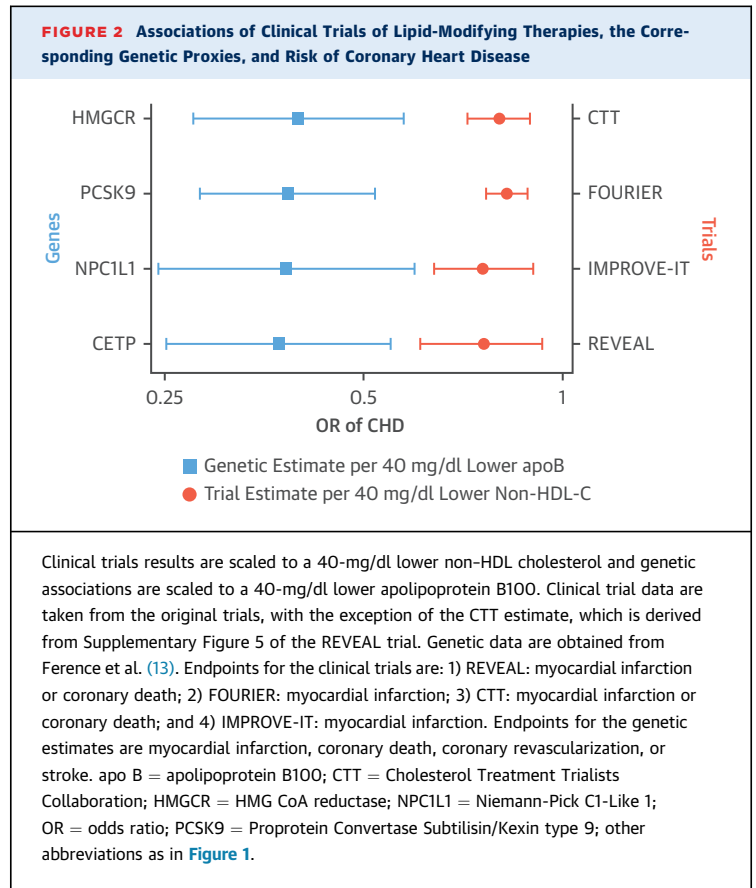 FIGURE 2 Associations of Clinical Trials of Lipid-Modifying Therapies, the Corre-
sponding Genetic Proxies, and Risk of Coronary Heart Disease
HMGCR
CTT
PCSK9
FOURIER
Genes
Trials
NPC1L1
IMPROVE-IT
CETP
REVEAL
0.25
0.5
1
OR of CHD
Genetic Estimate per 40 mg/dl Lower apoB
Trial Estimate per 40 mg/dl Lower Non-HDL-C
Clinical trials results are scaled to a 40-mg/dl lower non–HDL cholesterol and genetic
associations are scaled to a 40-mg/dl lower apolipoprotein B100. Clinical trial data are
taken from the original trials, with the exception of the CTT estimate, which is derived
from Supplementary Figure 5 of the REVEAL trial. Genetic data are obtained from
Ference et al. (13). Endpoints for the clinical trials are: 1) REVEAL: myocardial infarction
or coronary death; 2) FOURIER: myocardial infarction; 3) CTT: myocardial infarction or
coronary death; and 4) IMPROVE-IT: myocardial infarction. Endpoints for the genetic
estimates are myocardial infarction, coronary death, coronary revascularization, or
stroke. apo B = apolipoprotein B100; CTT = Cholesterol Treatment Trialists
Collaboration; HMGCR = HMG CoA reductase; NPC1L1 = Niemann-Pick C1-Like 1;
OR = odds ratio; PCSK9 = Proprotein Convertase Subtilisin/Kexin type 9; other
abbreviations as in Figure 1.